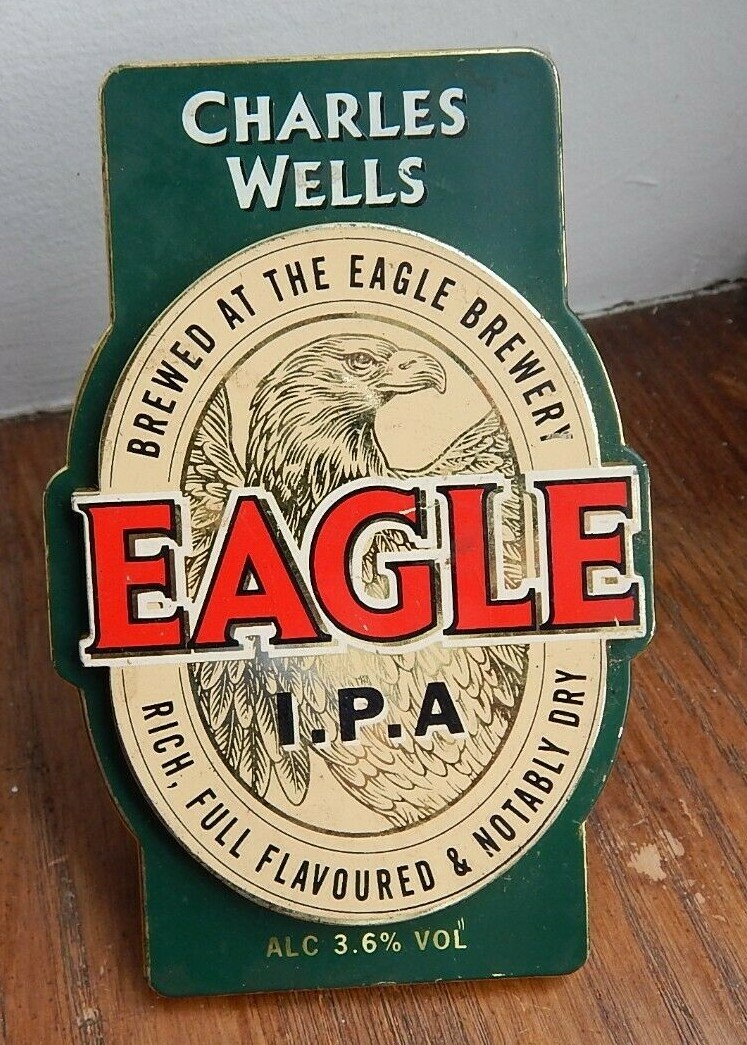 CHARLES
WELLS
BREWED AT THE EAGLE BREWERY
EAGLE
I.P.A
RICH, FULL FLAVOURED & NOTABLY DRY
ALC 3.6% VOL